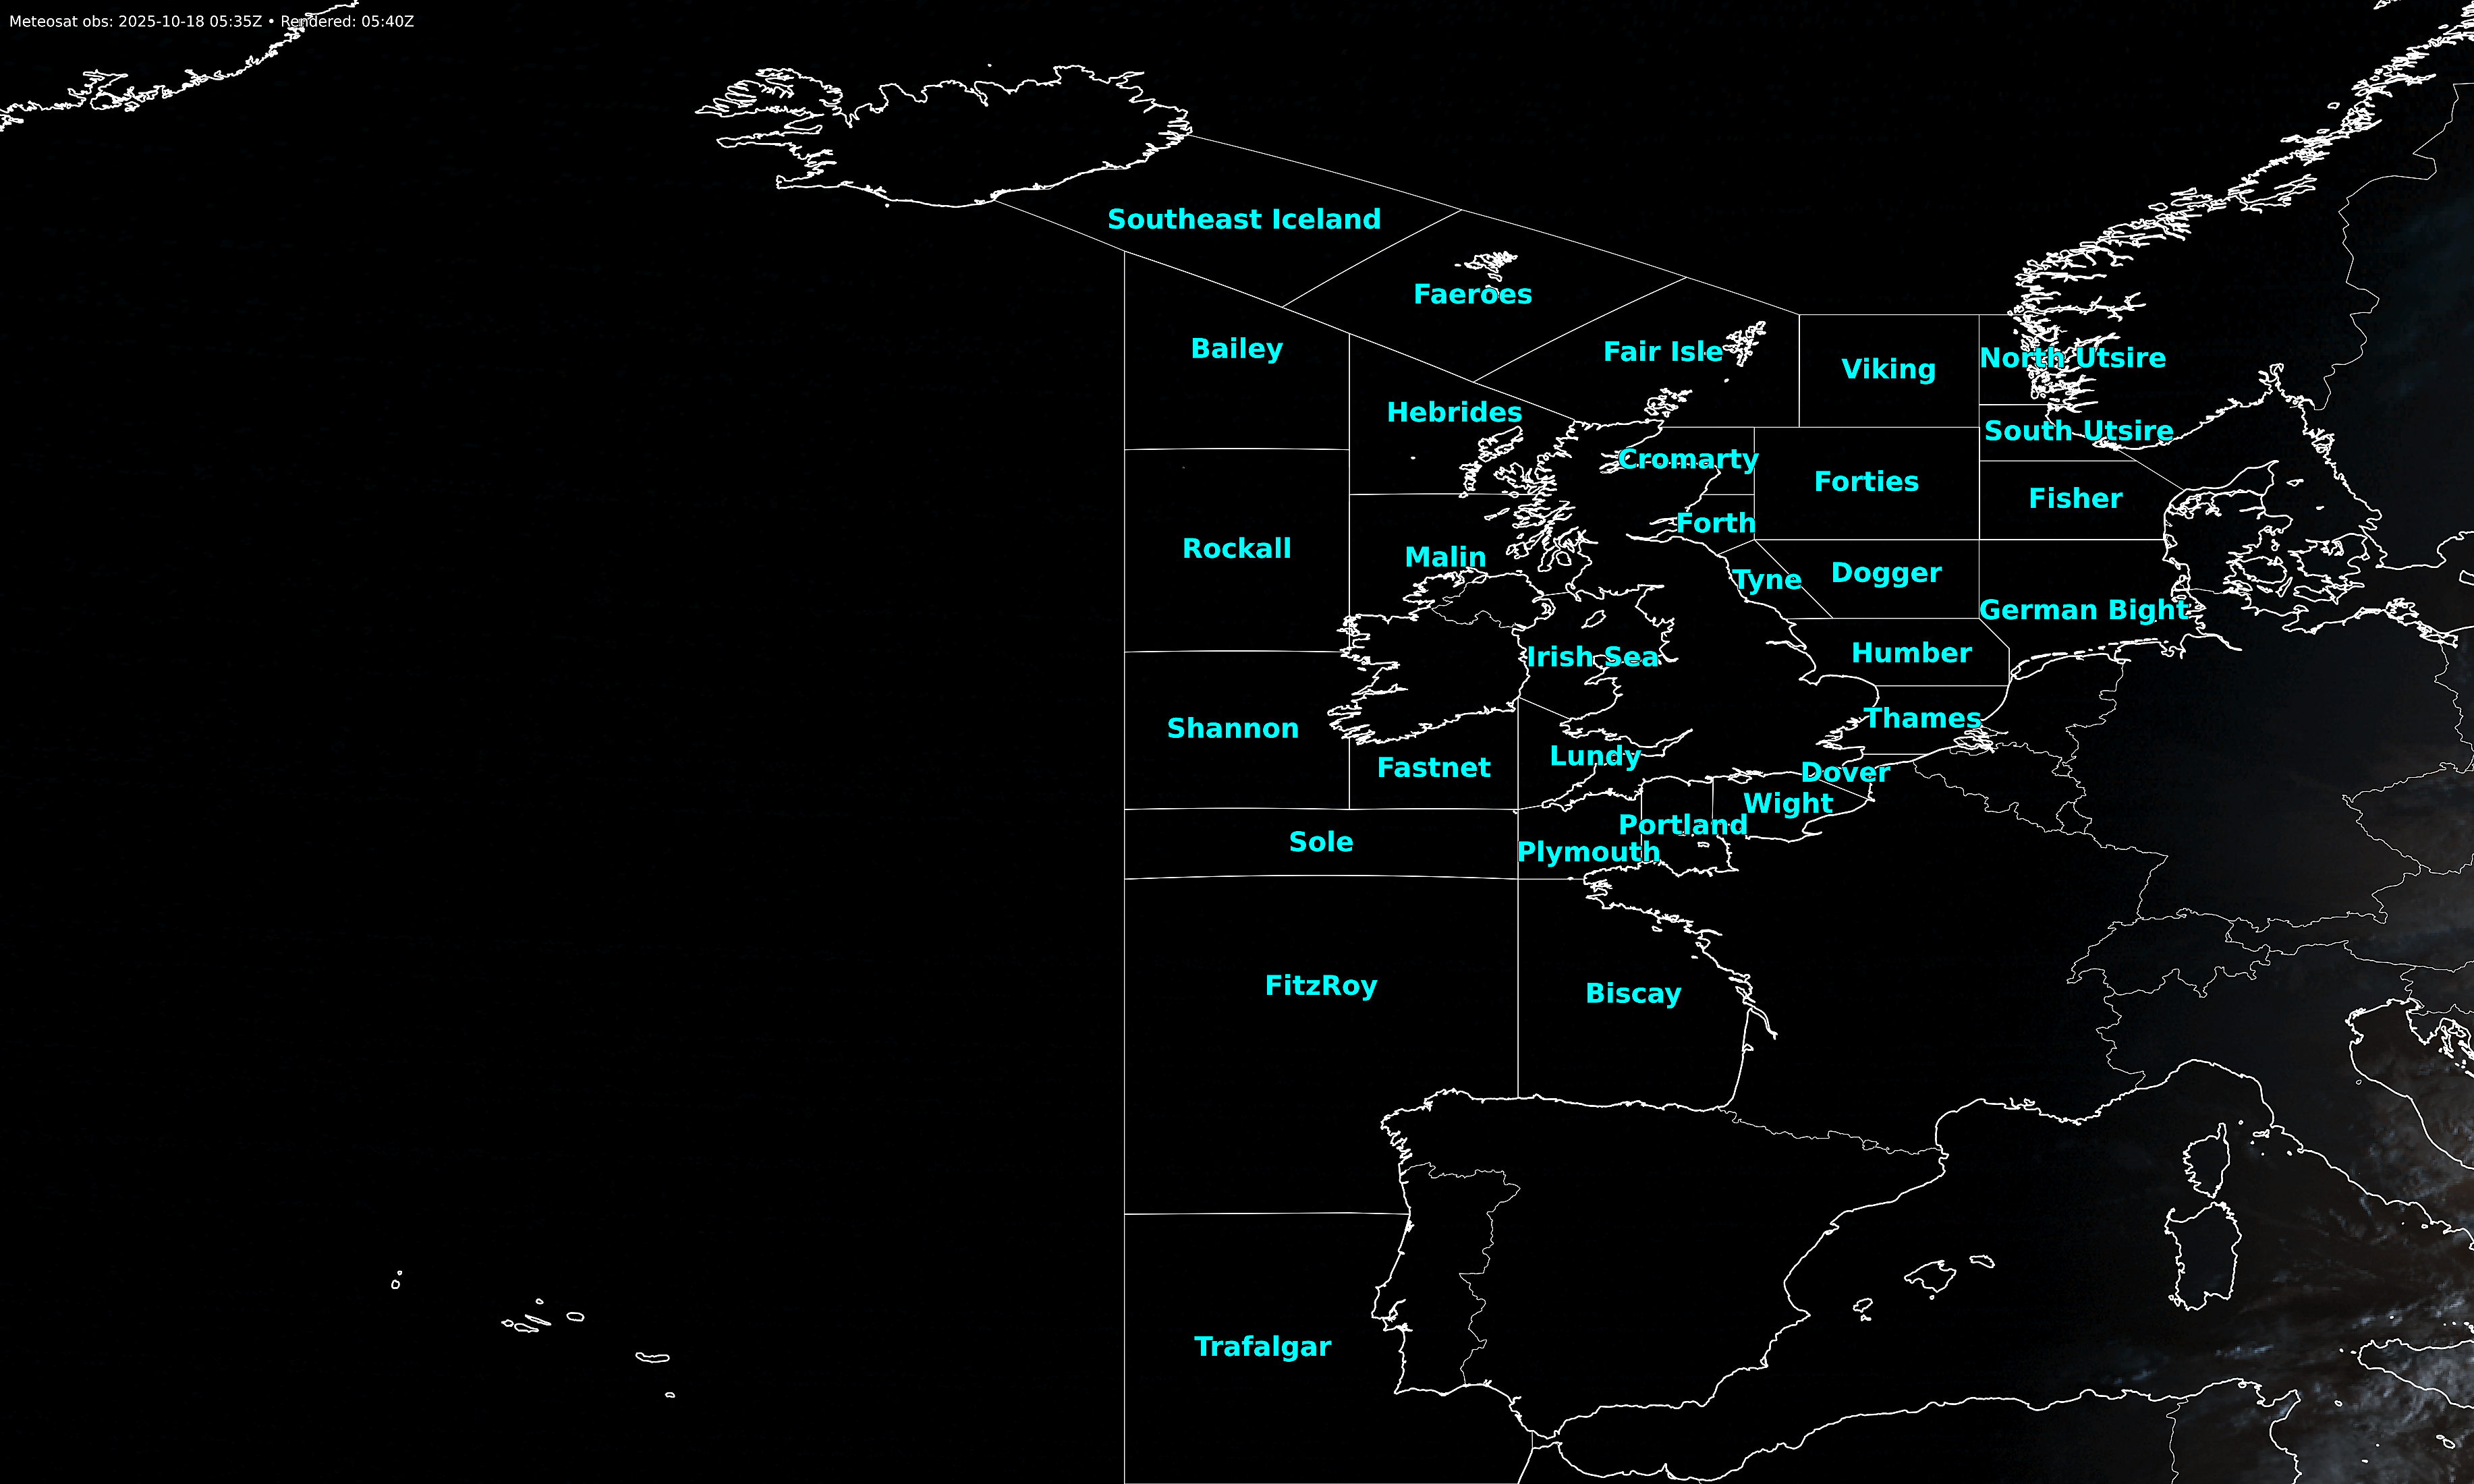 Meteosat obs: 2025-10-18 05:35Z • Rendered: 05:40Z
Southeast Iceland
Faeroes
Bailey
Fair Isle
North Utsire
Viking
Hebrides
South Utsire
Cromarty
Forties
Fisher
Forth
Rockall
Malin
Dogger
Tyne
German Bight
Humber
Irish Sea
Thames
Shannon
Lundy
Fastnet
Dover
Wight
Portland
Sole
Plymouth
FitzRoy
Biscay
Trafalgar